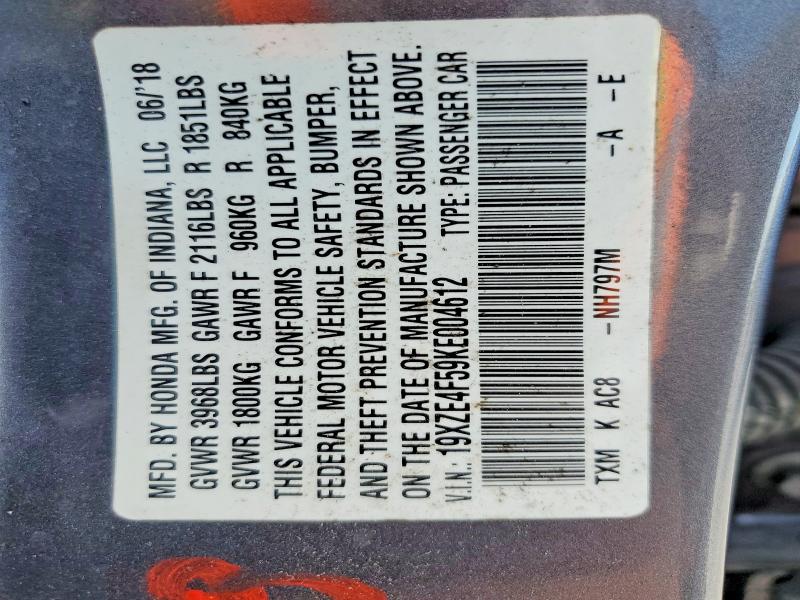 MFD. BY HONDA MFG. OF INDIANA, LLC 06/'18
GVWR 3968LBS GAWR F 2116LBS R 1851LBS
GVWR 1800KG GAWR F 960KG R 840KG
THIS VEHICLE CONFORMS TO ALL APPLICABLE
FEDERAL MOTOR VEHICLE SAFETY, BUMPER,
AND THEFT PREVENTION STANDARDS IN EFFECT
ON THE DATE OF MANUFACTURE SHOWN ABOVE.
V.I.N.: 19XZE4F59KE004612 TYPE: PASSENGER CAR
TXM K AC8 -NH797M -A -E